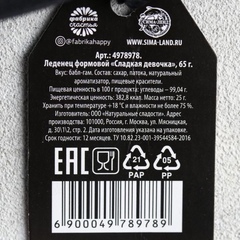 фабрика
счастья
СИМА-ЛЕНД
@fabrikahappy
WWW.SIMA-LAND.RU
Арт.: 4978978.
Леденец формовой «Сладкая девочка», 65 г.
Вкус: бабл-гам. Состав: сахар, патока, натуральный
ароматизатор, пищевые красители.
Пищевая ценность в 100 г продукта: углеводы – 99,04 г.
Энергетическая ценность: 382,8 ккал. Масса: 25 г.
Хранить при температуре +18 °C и влажности не более 75 %.
Изготовитель: ООО «Натуральные сладости».
Адрес производства: 101000, Россия, г. Москва, ул. Мясницкая,
д. 30\1\2, стр. 2. Дата изготовления:
Срок годности: 12 месяцев. ТУ 10.82.23-001-39544584-2016
EAC
21
PAP
05
PP
6 900049 789789